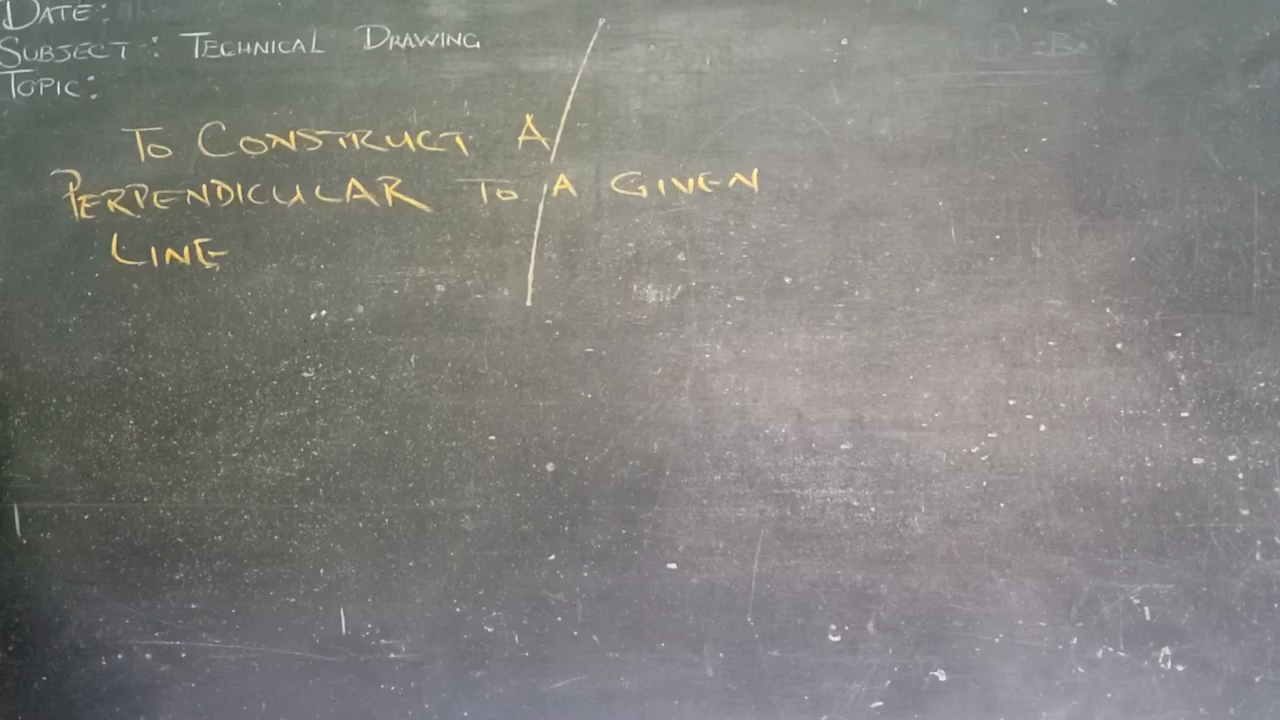 DATE:
SUBJECT: TECHNICAL DRAWING
TOPIC:
TO CONSTRUCT A
PERPENDICULAR TO A GIVEN
LINE